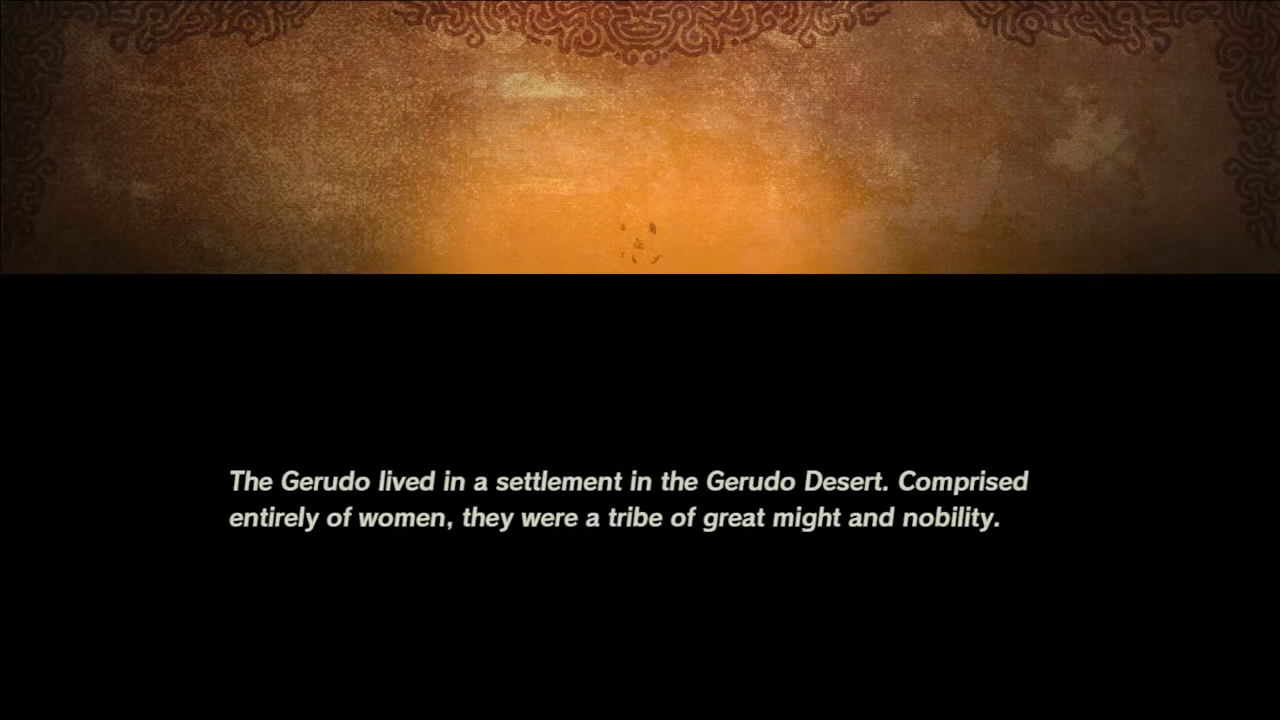 The Gerudo lived in a settlement in the Gerudo Desert. Comprised
entirely of women, they were a tribe of great might and nobility.